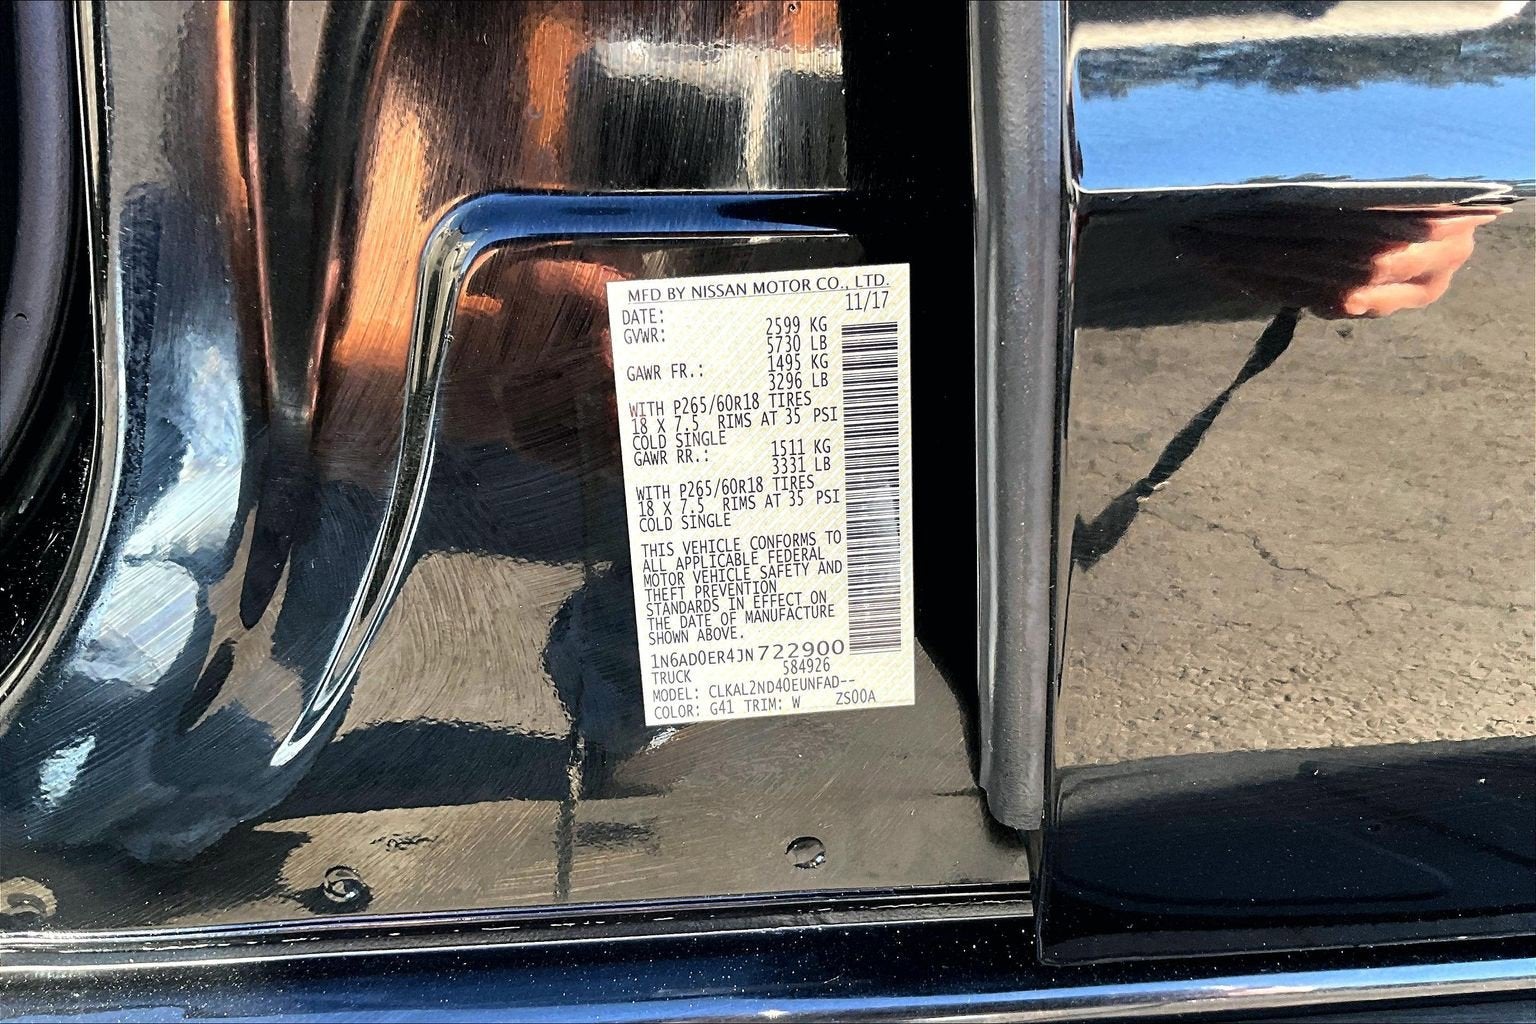 MFD BY NISSAN MOTOR CO., LTD.
DATE: 11/17
GVWR: 2599 KG
5730 LB
GAWR FR.: 1495 KG
3296 LB
WITH P265/60R18 TIRES
18 X 7.5 RIMS AT 35 PSI
COLD SINGLE
GAWR RR.: 1511 KG
3331 LB
WITH P265/60R18 TIRES
18 X 7.5 RIMS AT 35 PSI
COLD SINGLE
THIS VEHICLE CONFORMS TO
ALL APPLICABLE FEDERAL
MOTOR VEHICLE SAFETY AND
THEFT PREVENTION
STANDARDS IN EFFECT ON
THE DATE OF MANUFACTURE
SHOWN ABOVE.
1N6AD0ER4JN722900
TRUCK 584926
MODEL: CLKAL2ND40EUNFAD--
COLOR: G41 TRIM: W ZS00A